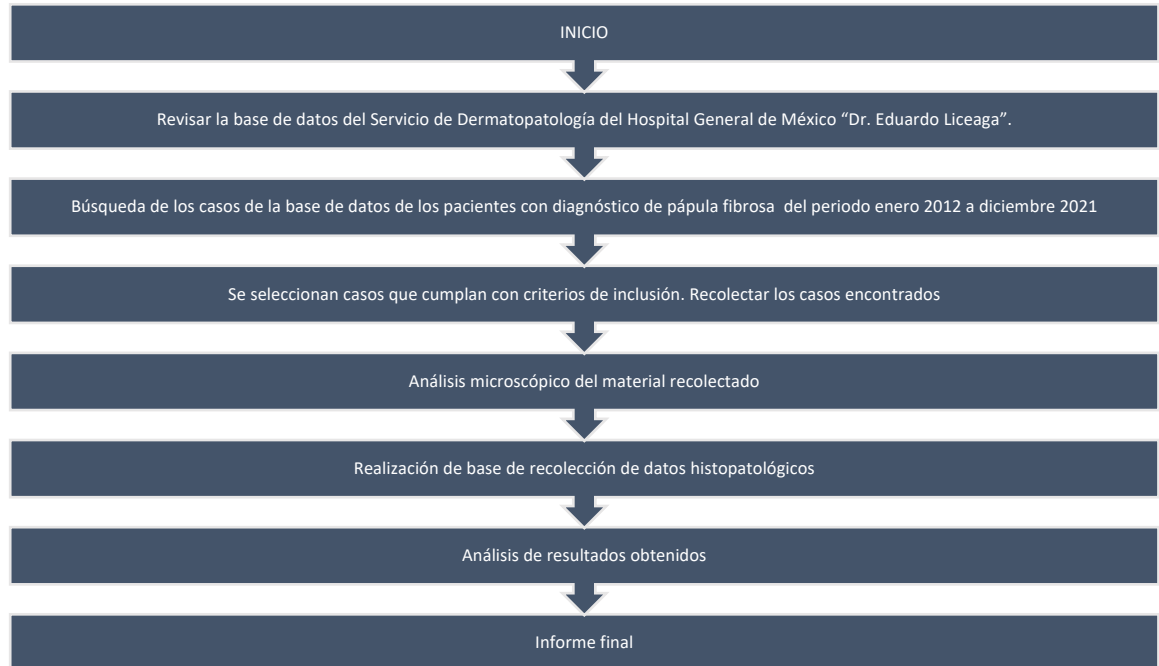 INICIO
Revisar la base de datos del Servicio de Dermatopatología del Hospital General de México “Dr. Eduardo Liceaga”.
Búsqueda de los casos de la base de datos de los pacientes con diagnóstico de pápula fibrosa  del periodo enero 2012 a diciembre 2021
Se seleccionan casos que cumplan con criterios de inclusión. Recolectar los casos encontrados
Análisis microscópico del material recolectado
Realización de base de recolección de datos histopatológicos
Análisis de resultados obtenidos
Informe final